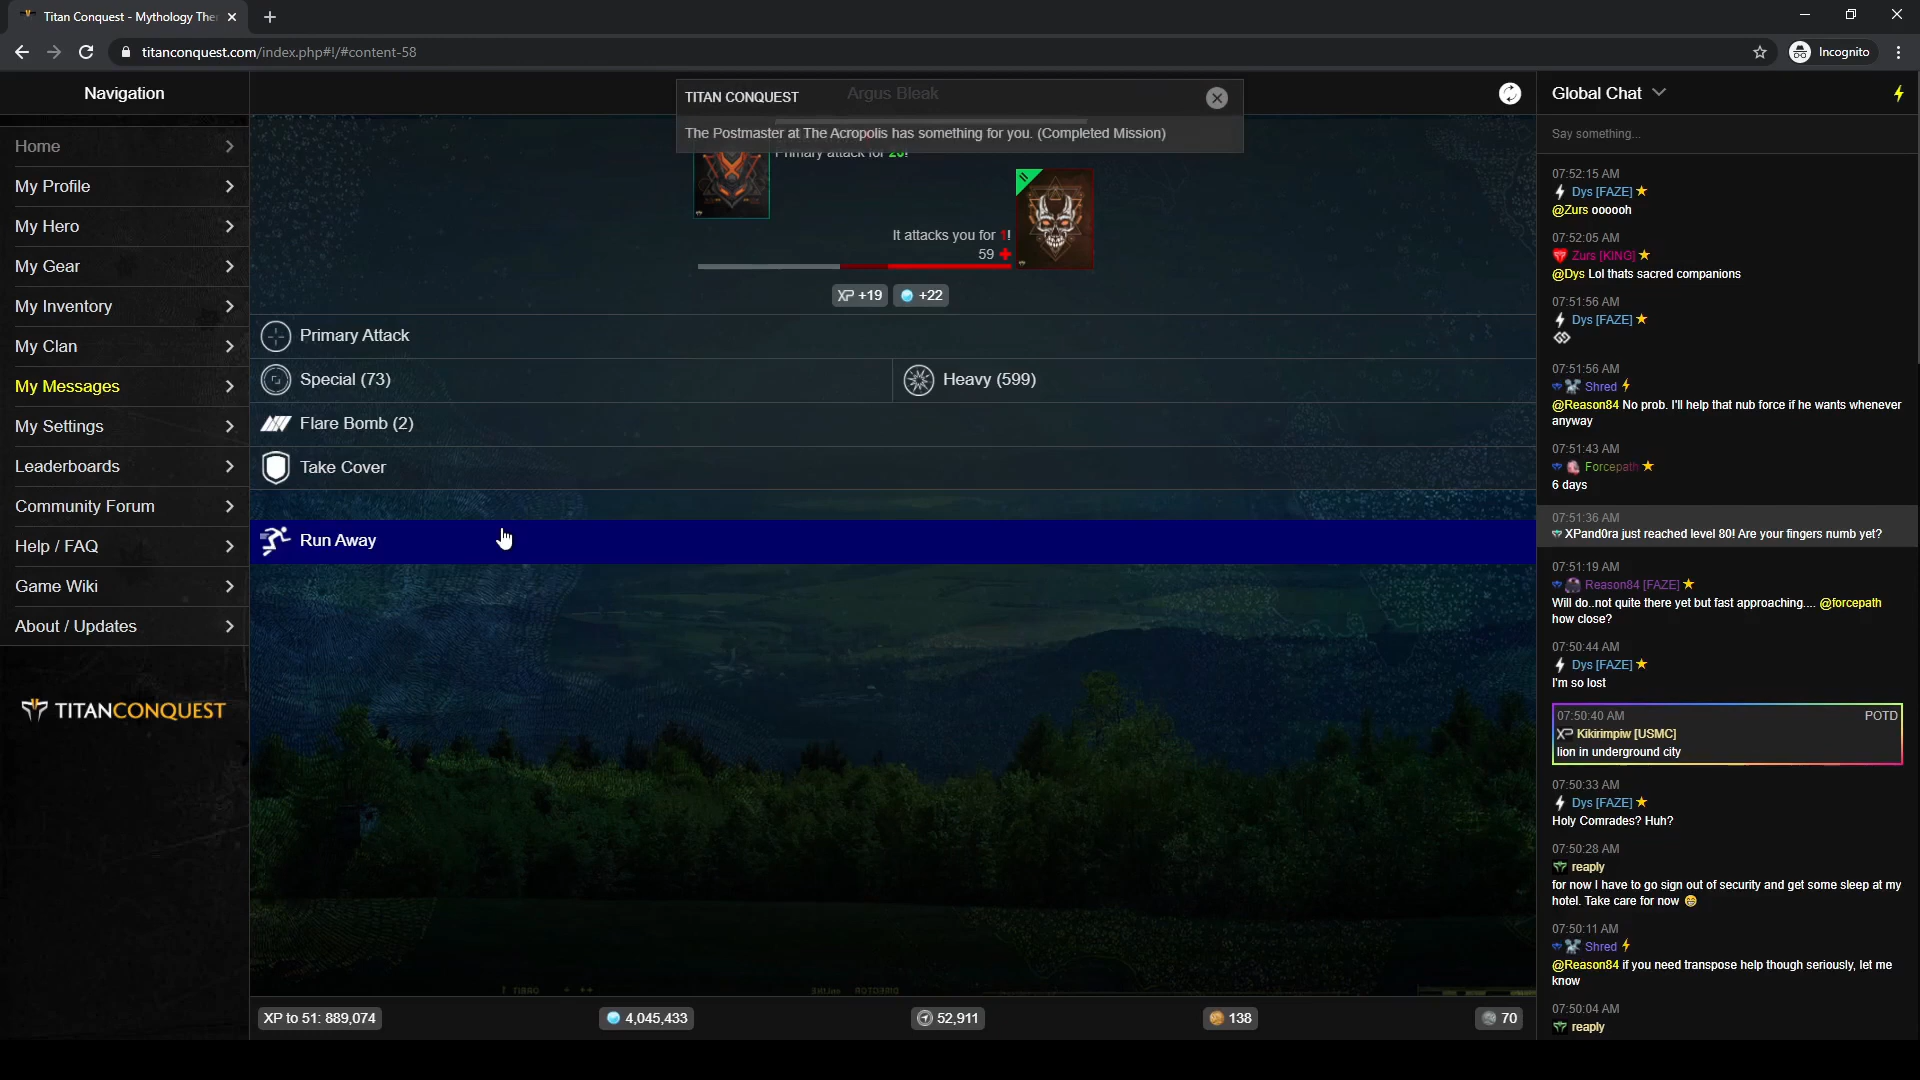 Titan Conquest - Mythology The
titanconquest.com/index.php#!/#content-58
Incognito
Navigation
Home
My Profile
My Hero
My Gear
My Inventory
My Clan
My Messages
My Settings
Leaderboards
Community Forum
Help / FAQ
Game Wiki
About / Updates
TITANCONQUEST
TITAN CONQUEST
Argus Bleak
The Postmaster at The Acropolis has something for you. (Completed Mission)
Primary attack for 25!
It attacks you for 1!
59
XP +19
+22
Primary Attack
Special (73)
Heavy (599)
Flare Bomb (2)
Take Cover
Run Away
XP to 51: 889,074
4,045,433
52,911
138
70
Global Chat
Say something...
07:52:15 AM
Dys [FAZE]
@Zurs oooooh
07:52:05 AM
Zurs [KING]
@Dys Lol thats sacred companions
07:51:56 AM
Dys [FAZE]
07:51:56 AM
Shred
@Reason84 No prob. I'll help that nub force if he wants whenever
anyway
07:51:43 AM
Forcepath
6 days
07:51:36 AM
XPand0ra just reached level 80! Are your fingers numb yet?
07:51:19 AM
Reason84 [FAZE]
Will do..not quite there yet but fast approaching.... @forcepath
how close?
07:50:44 AM
Dys [FAZE]
I'm so lost
07:50:40 AM POTD
XP Kikirimpiw [USMC]
lion in underground city
07:50:33 AM
Dys [FAZE]
Holy Comrades? Huh?
07:50:28 AM
reaply
for now I have to go sign out of security and get some sleep at my
hotel. Take care for now
07:50:11 AM
Shred
@Reason84 if you need transpose help though seriously, let me
know
07:50:04 AM
reaply